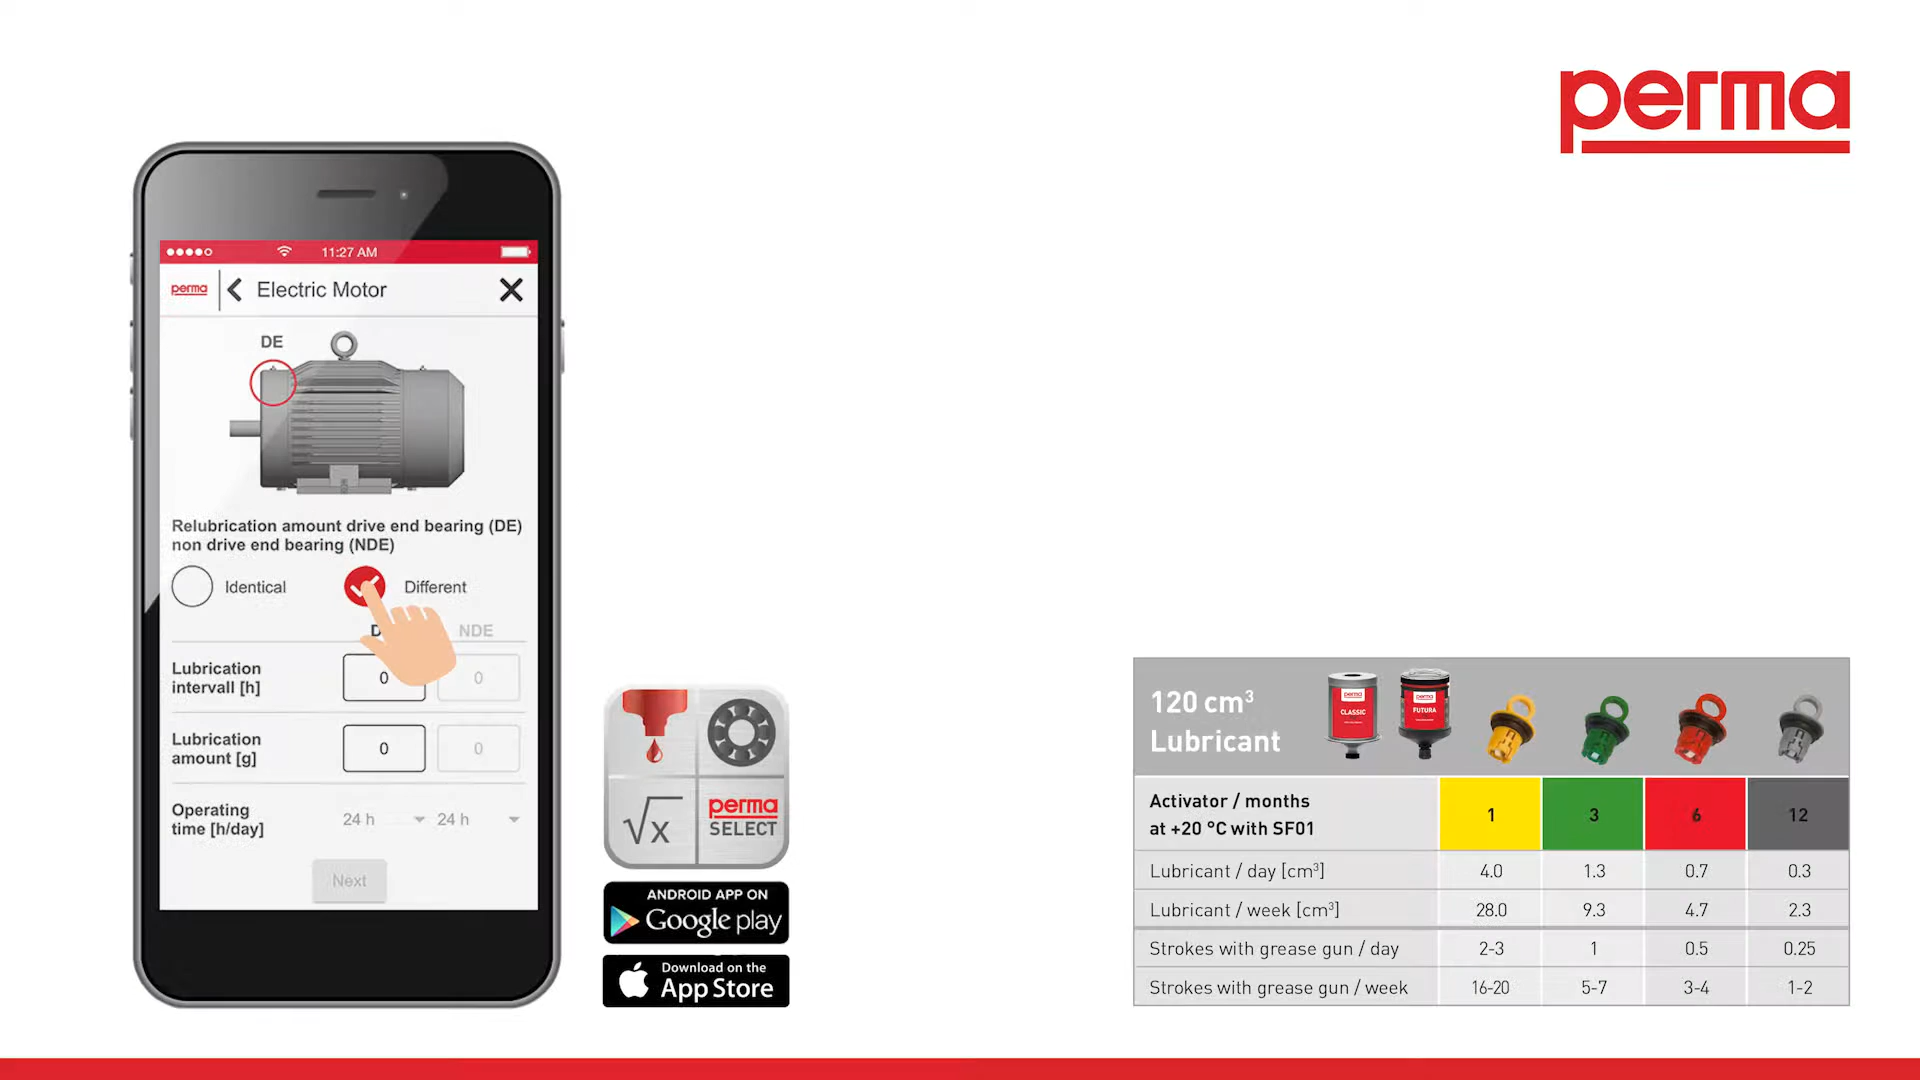 perma
11:27 AM
perma Electric Motor
DE
Relubrication amount drive end bearing (DE)
non drive end bearing (NDE)
Identical Different
D NDE
Lubrication
intervall [h]
0 0
Lubrication
amount [g]
0 0
Operating
time [h/day]
24 h 24 h
Next
√x
perma
SELECT
ANDROID APP ON
Google play
Download on the
App Store
120 cm³
Lubricant
perma
CLASSIC
perma
FUTURA
Activator / months
at +20 °C with SF01
1 3 6 12
Lubricant / day [cm³] 4.0 1.3 0.7 0.3
Lubricant / week [cm³] 28.0 9.3 4.7 2.3
Strokes with grease gun / day 2-3 1 0.5 0.25
Strokes with grease gun / week 16-20 5-7 3-4 1-2